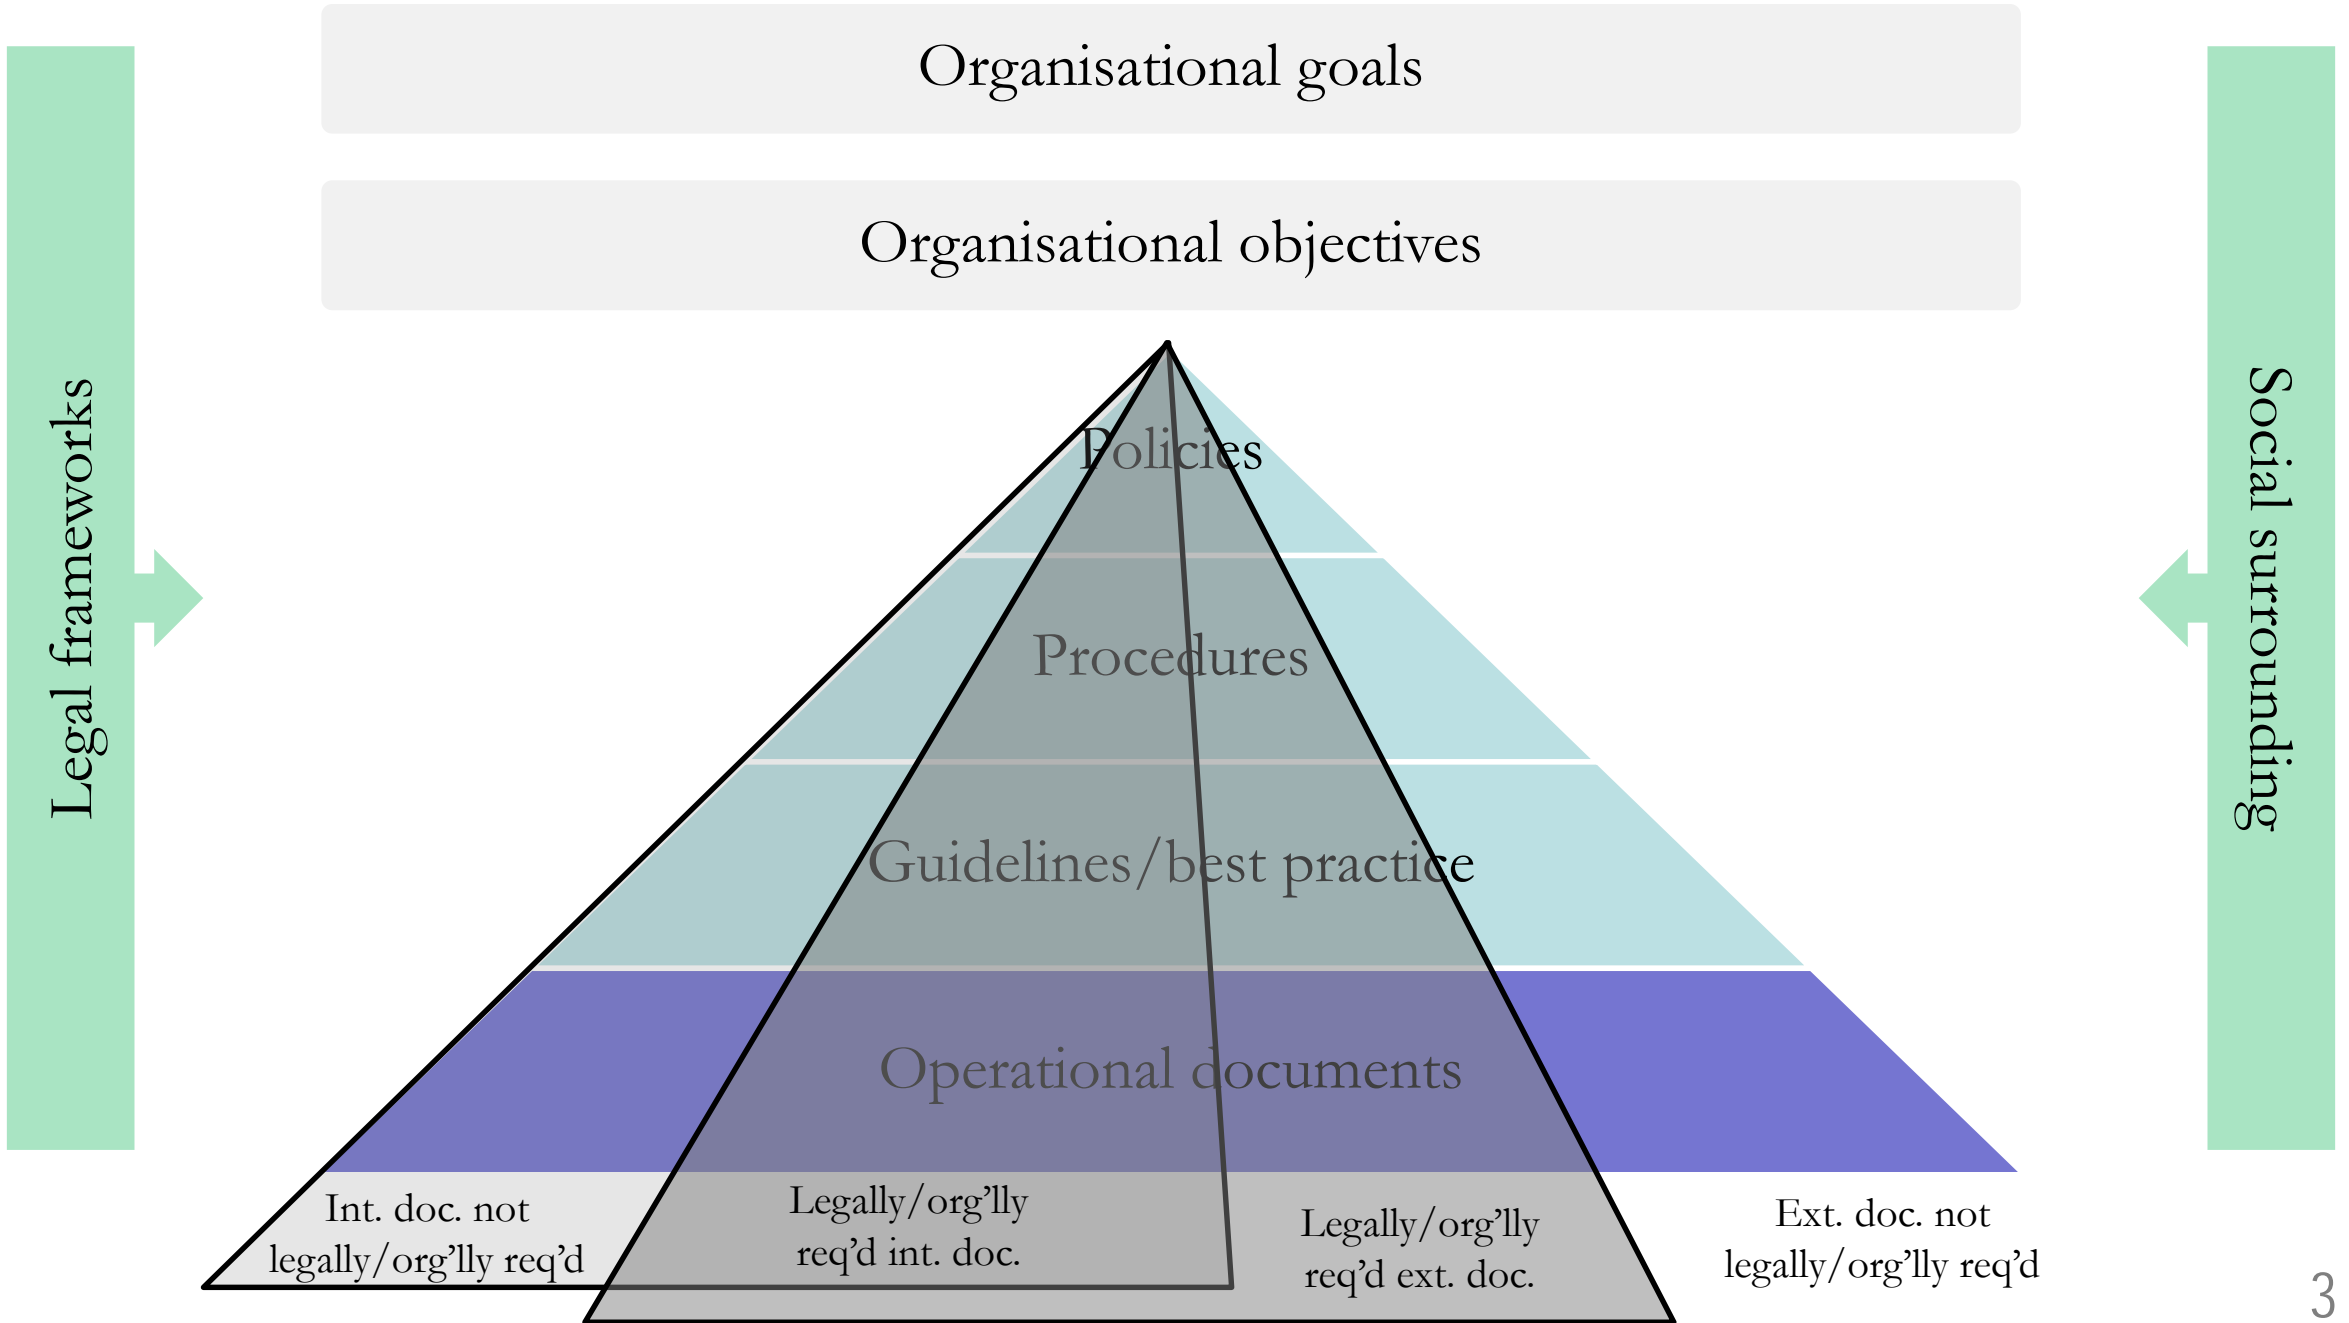 Organisational goals
Organisational objectives
Legal frameworks
Social surrounding
Policies
Procedures
Guidelines/best practice
Operational documents
Int. doc. not
legally/org’lly req’d
Legally/org’lly
req’d int. doc.
Legally/org’lly
req’d ext. doc.
Ext. doc. not
legally/org’lly req’d
3